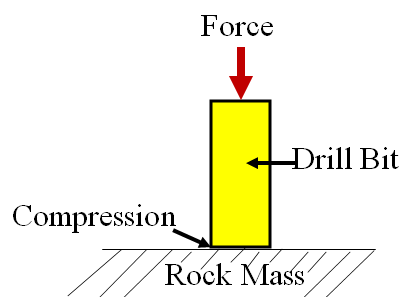 Force
Drill Bit
Compression
Rock Mass